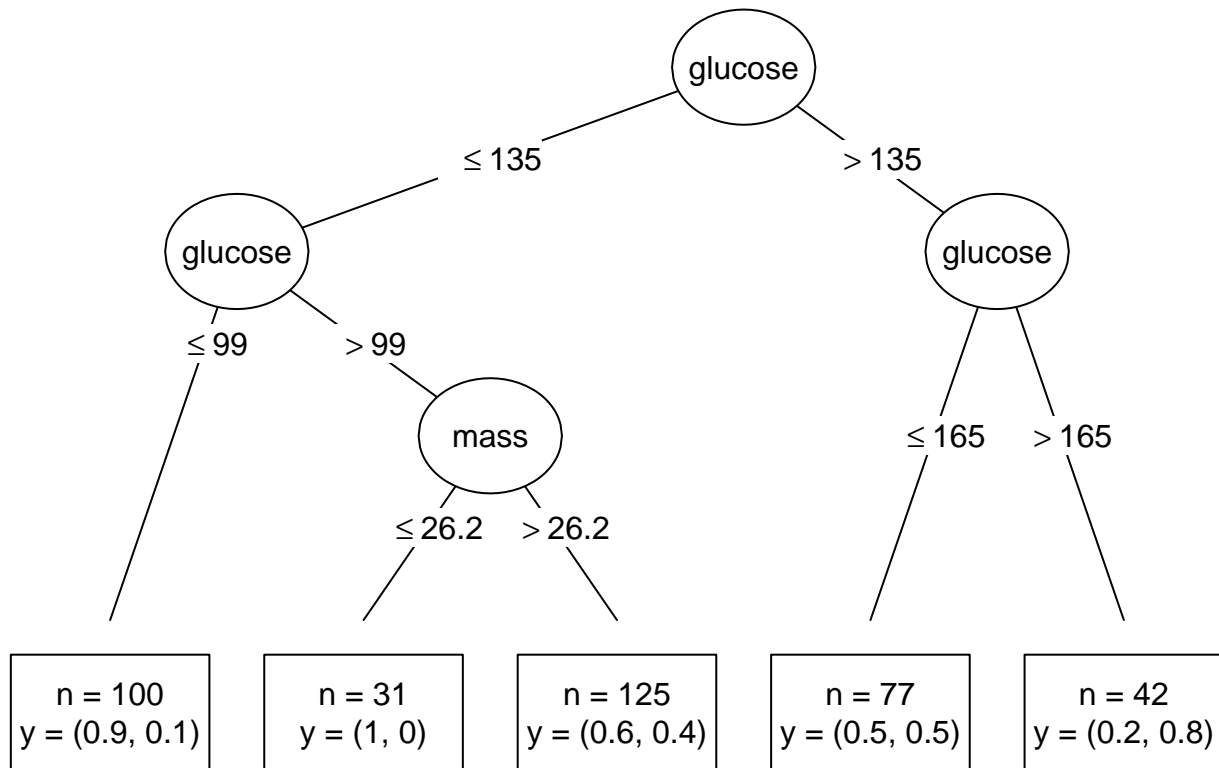 glucose
≤ 135
> 135
glucose
glucose
≤ 99
> 99
mass
≤ 165
> 165
≤ 26.2
> 26.2
n = 100
y = (0.9, 0.1)
n = 31
y = (1, 0)
n = 125
y = (0.6, 0.4)
n = 77
y = (0.5, 0.5)
n = 42
y = (0.2, 0.8)